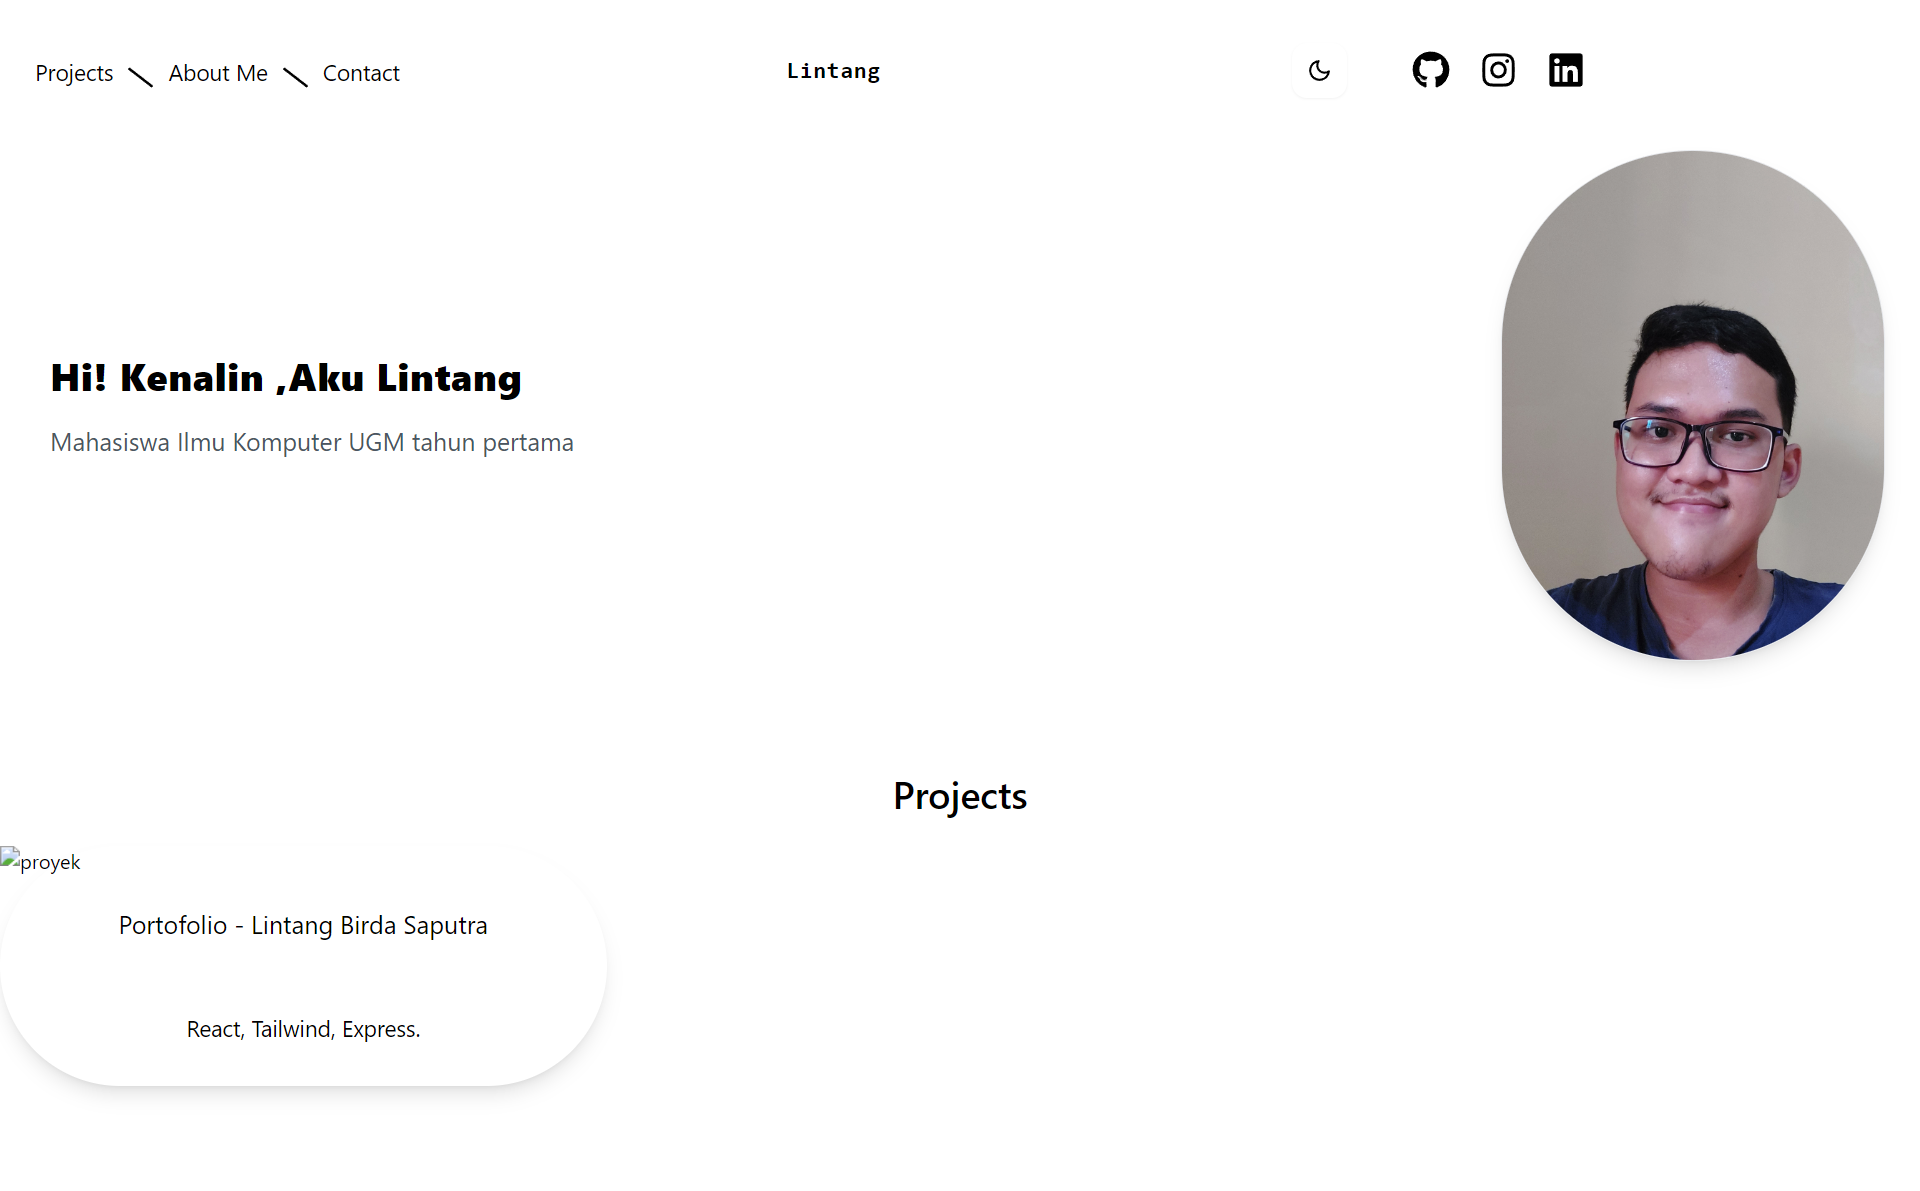 Projects \ About Me \ Contact
Lintang
Hi! Kenalin ,Aku Lintang
Mahasiswa Ilmu Komputer UGM tahun pertama
Projects
proyek
Portofolio - Lintang Birda Saputra
React, Tailwind, Express.